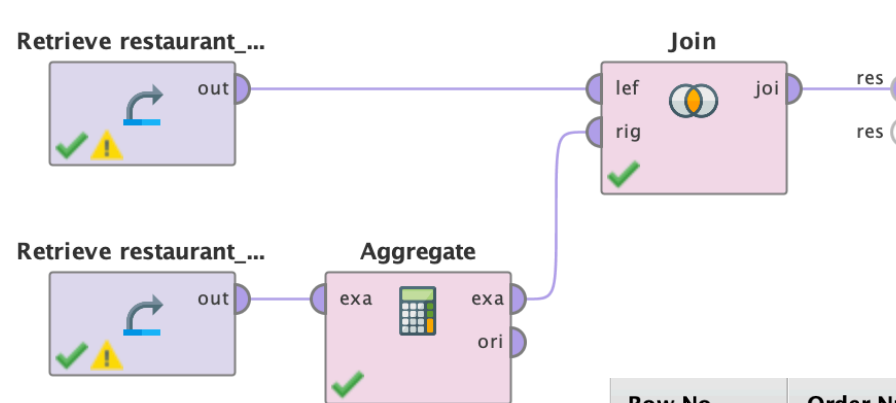 Retrieve restaurant_...
Join
out
lef
joi
res
rig
res
Retrieve restaurant_...
Aggregate
out
exa
exa
ori